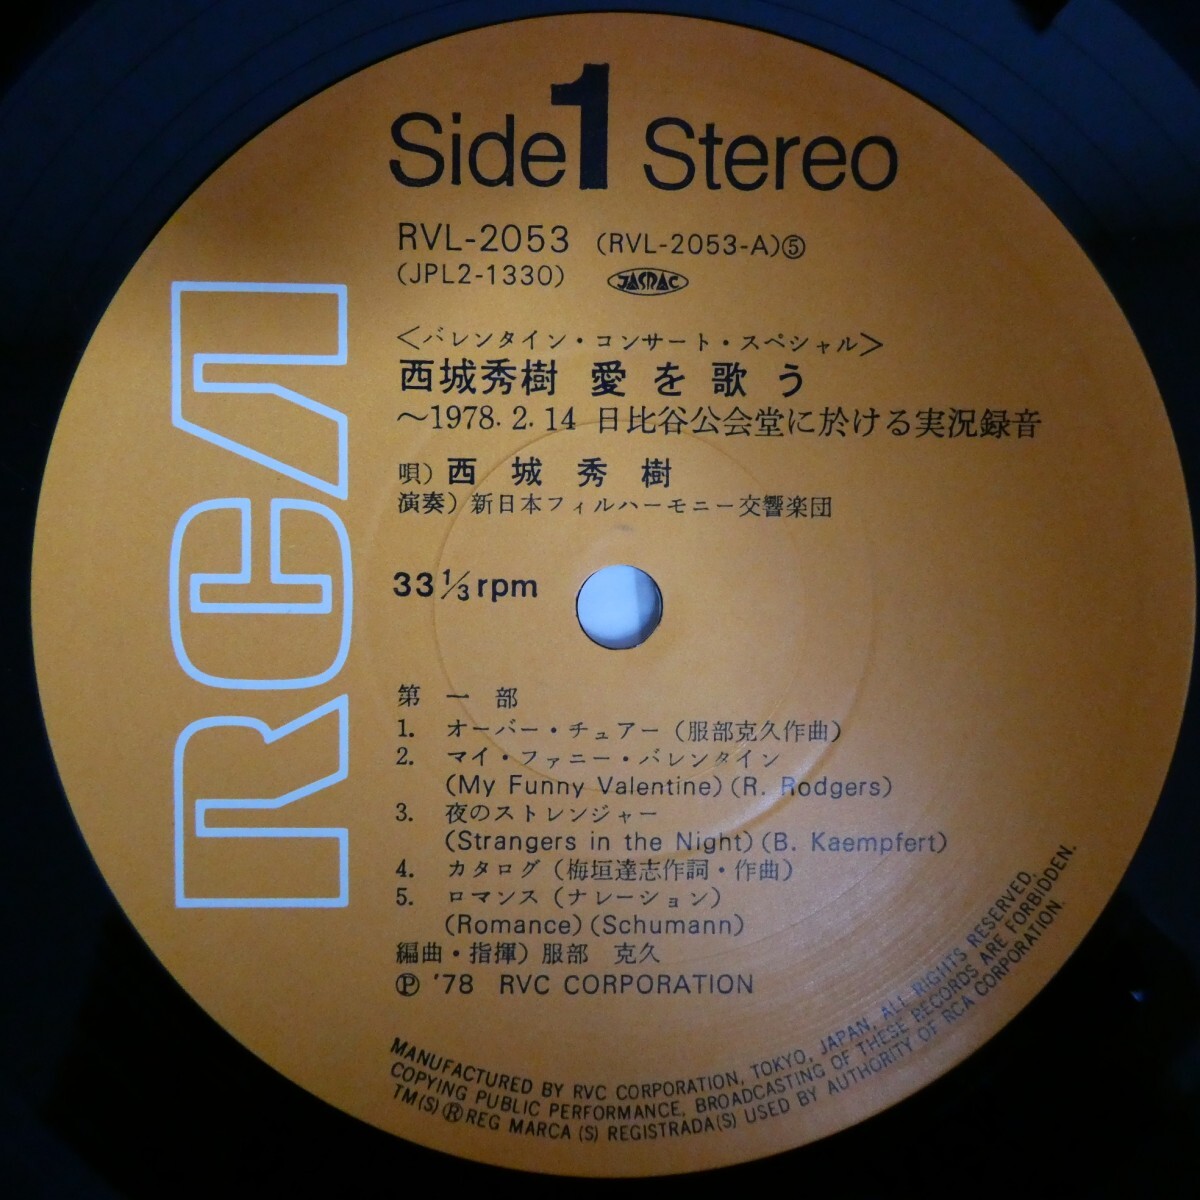 Side 1 Stereo
RVL-2053 (RVL-2053-A)⑤
(JPL2-1330) JASRAC
<バレンタイン・コンサート・スペシャル>
西城秀樹 愛を歌う
～1978.2.14 日比谷公会堂に於ける実況録音
唄) 西城秀樹
演奏) 新日本フィルハーモニー交響楽団
33 1/3 rpm
RCA
第一部
1. オーバー・チュアー (服部克久作曲)
2. マイ・ファニー・バレンタイン
(My Funny Valentine) (R. Rodgers)
3. 夜のストレンジャー
(Strangers in the Night) (B. Kaempfert)
4. カタログ (梅垣達志作詞・作曲)
5. ロマンス (ナレーション)
(Romance) (Schumann)
編曲・指揮) 服部 克久
Ⓟ '78 RVC CORPORATION
MANUFACTURED BY RVC CORPORATION, TOKYO, JAPAN, ALL RIGHTS RESERVED.
COPYING PUBLIC PERFORMANCE, BROADCASTING OF THESE RECORDS ARE FORBIDDEN.
TM(S) ® REG MARCA (S) REGISTRADA(S) USED BY AUTHORITY OF RCA CORPORATION.